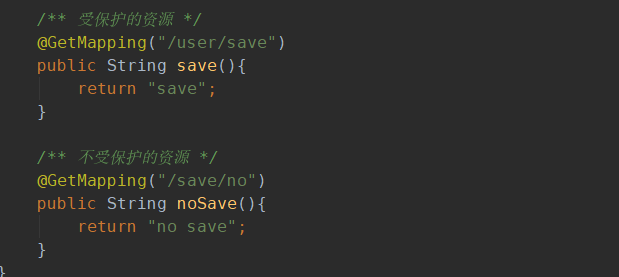 /** 受保护的资源 */
@GetMapping("/user/save")
public String save(){
return "save";
}
/** 不受保护的资源 */
@GetMapping("/save/no")
public String noSave(){
return "no save";
}
}